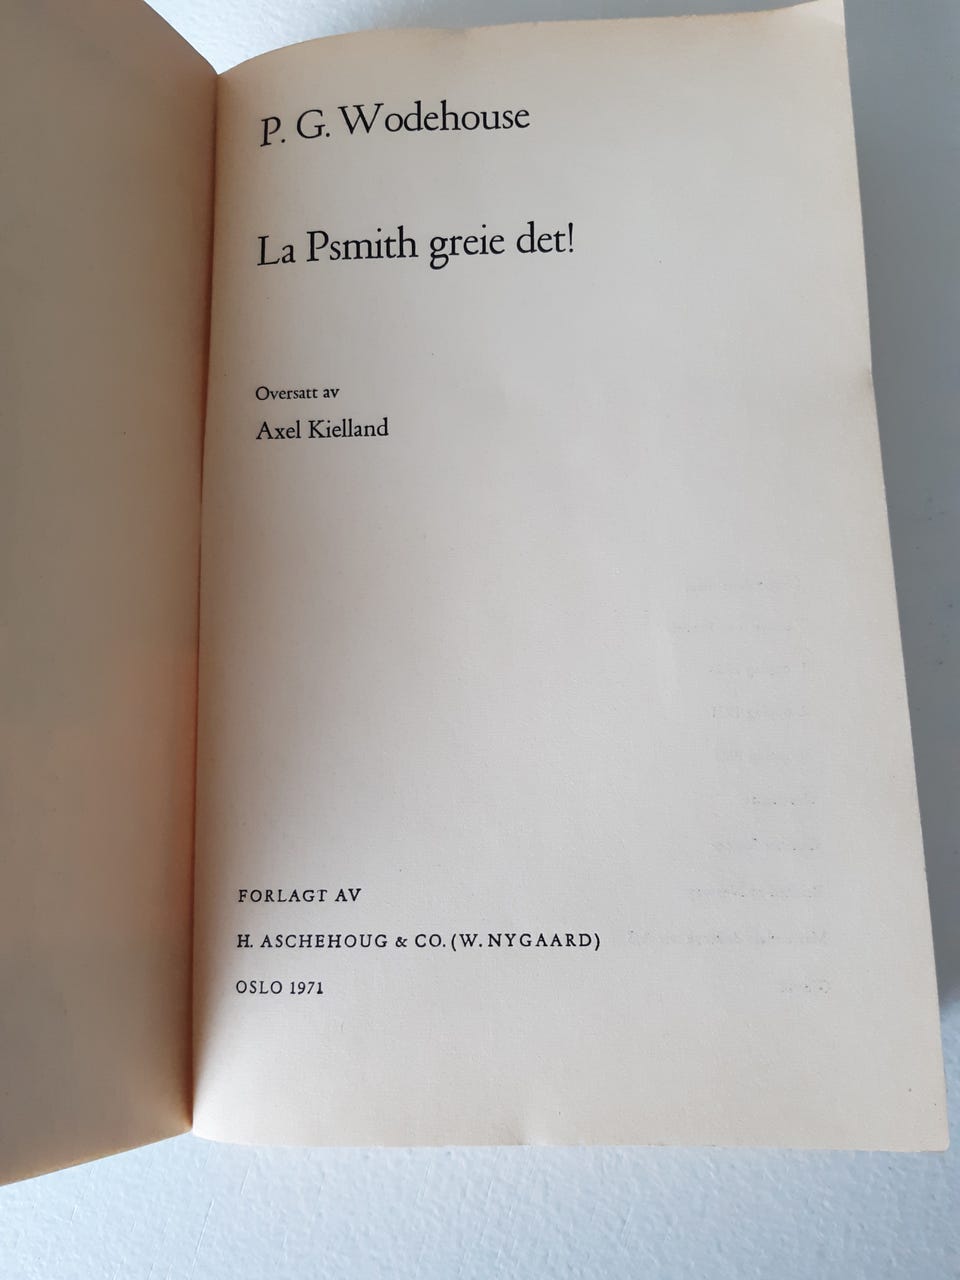 P. G. Wodehouse
La Psmith greie det!
Oversatt av
Axel Kielland
FORLAGT AV
H. ASCHEHOUG & CO. (W. NYGAARD)
OSLO 1971